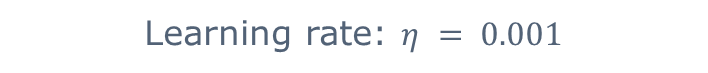 Learning rate: η = 0.001